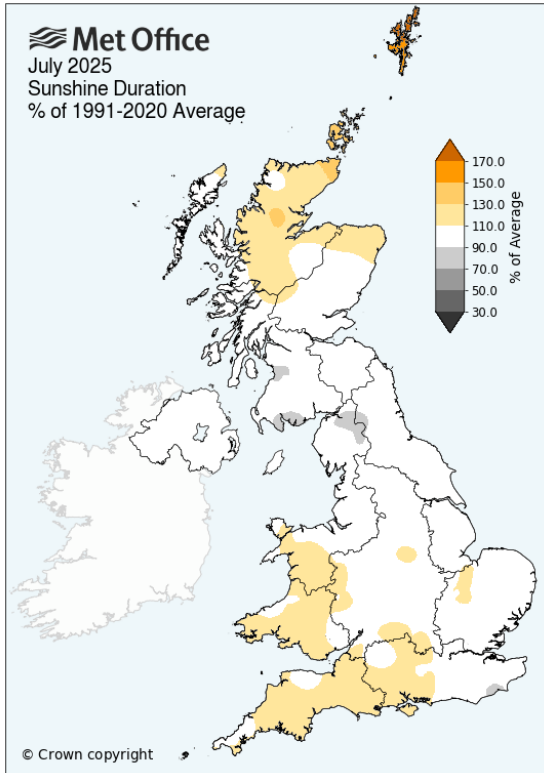 Met Office
July 2025
Sunshine Duration
% of 1991-2020 Average
170.0
150.0
130.0
110.0
90.0
70.0
50.0
30.0
% of Average
© Crown copyright